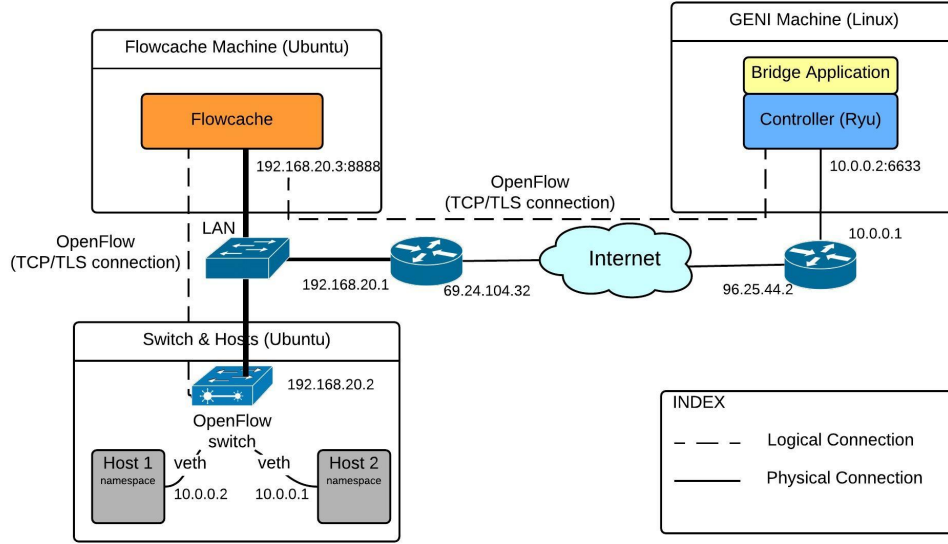 Flowcache Machine (Ubuntu)
Flowcache
192.168.20.3:8888
GENI Machine (Linux)
Bridge Application
Controller (Ryu)
10.0.0.2:6633
OpenFlow
(TCP/TLS connection)
OpenFlow
(TCP/TLS connection)
LAN
192.168.20.1
69.24.104.32
Internet
96.25.44.2
10.0.0.1
Switch & Hosts (Ubuntu)
192.168.20.2
OpenFlow
switch
Host 1
namespace
veth
10.0.0.2
veth
10.0.0.1
Host 2
namespace
INDEX
Logical Connection
Physical Connection